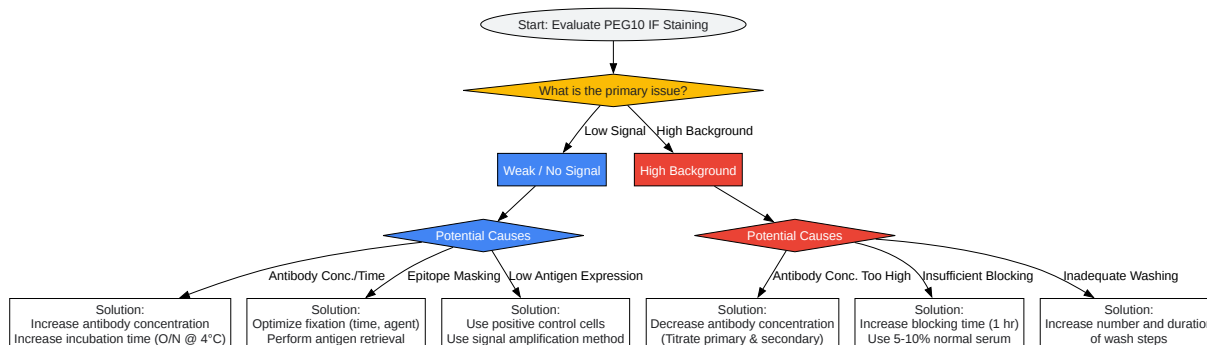 Start: Evaluate PEG10 IF Staining
What is the primary issue?
Low Signal
High Background
Weak / No Signal
High Background
Potential Causes
Potential Causes
Antibody Conc./Time
Epitope Masking
Low Antigen Expression
Antibody Conc. Too High
Insufficient Blocking
Inadequate Washing
Solution:
Increase antibody concentration
Increase incubation time (O/N @ 4°C)
Solution:
Optimize fixation (time, agent)
Perform antigen retrieval
Solution:
Use positive control cells
Use signal amplification method
Solution:
Decrease antibody concentration
(Titrate primary & secondary)
Solution:
Increase blocking time (1 hr)
Use 5-10% normal serum
Solution:
Increase number and duration
of wash steps